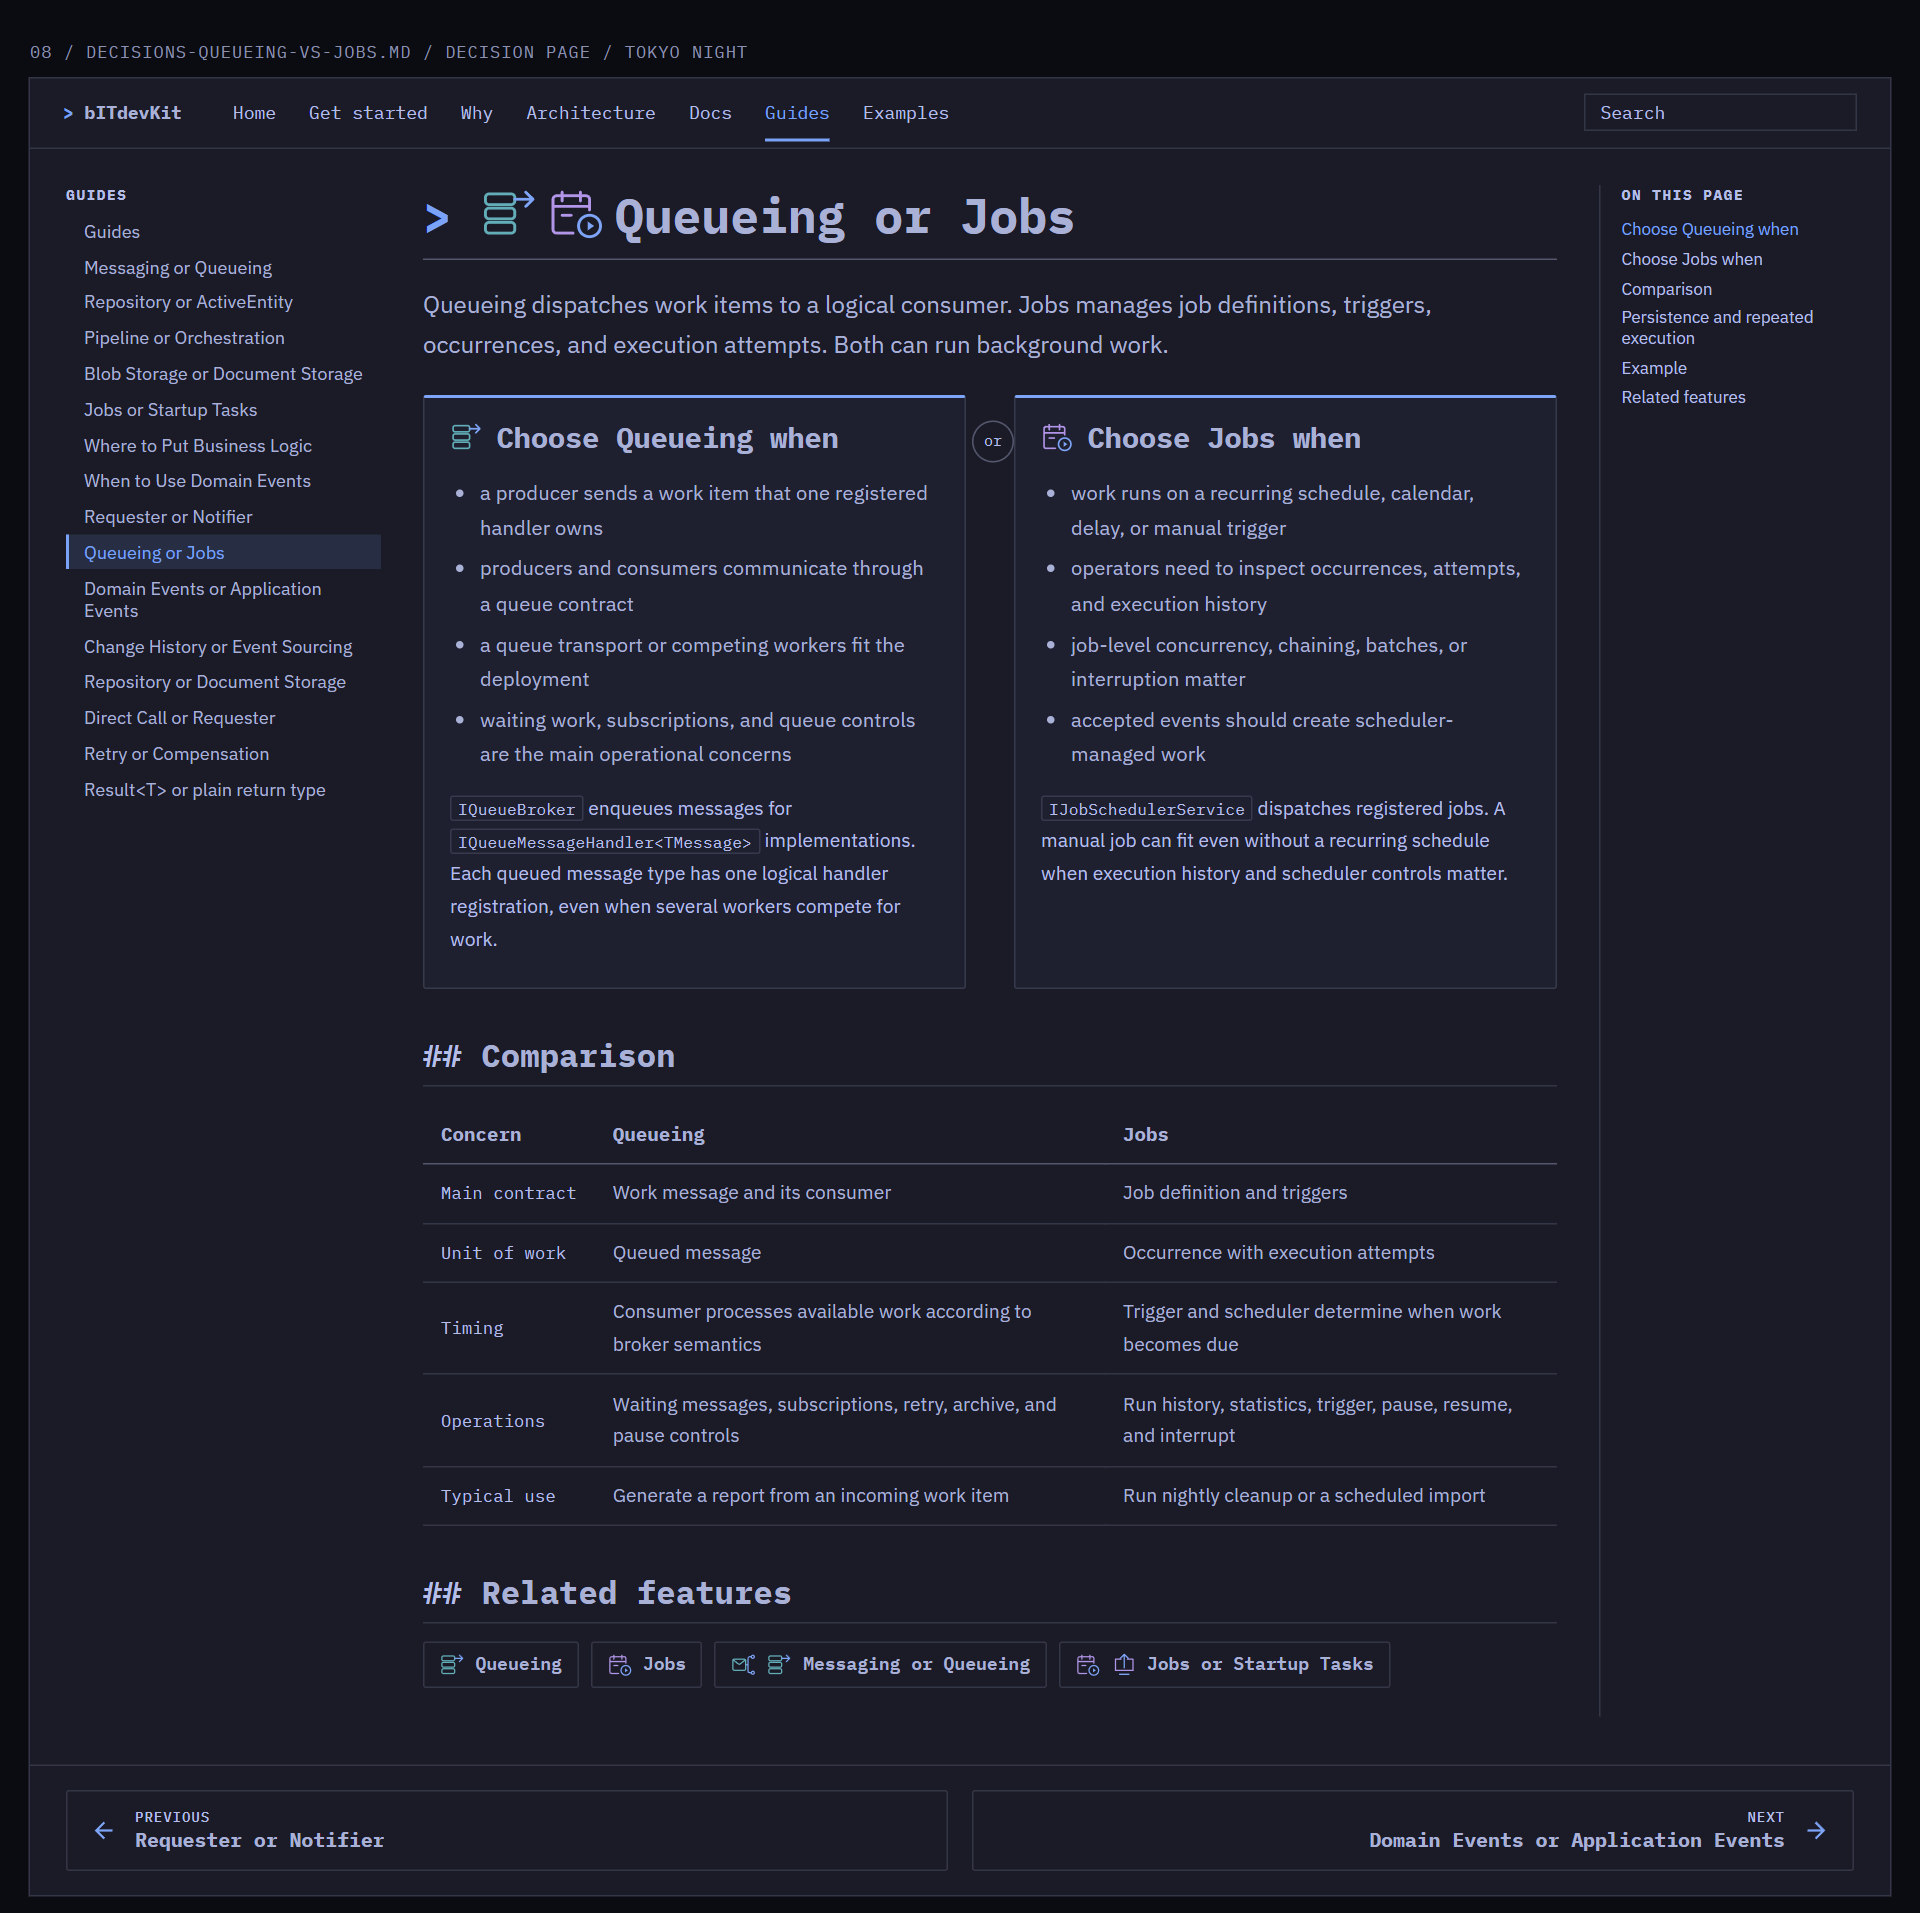 08 / DECISIONS-QUEUEING-VS-JOBS.MD / DECISION PAGE / TOKYO NIGHT
> bITdevKit Home Get started Why Architecture Docs Guides Examples Search
GUIDES
Guides
Messaging or Queueing
Repository or ActiveEntity
Pipeline or Orchestration
Blob Storage or Document Storage
Jobs or Startup Tasks
Where to Put Business Logic
When to Use Domain Events
Requester or Notifier
Queueing or Jobs
Domain Events or Application
Events
Change History or Event Sourcing
Repository or Document Storage
Direct Call or Requester
Retry or Compensation
Result<T> or plain return type
> Queueing or Jobs
Queueing dispatches work items to a logical consumer. Jobs manages job definitions, triggers,
occurrences, and execution attempts. Both can run background work.
Choose Queueing when
• a producer sends a work item that one registered
handler owns
• producers and consumers communicate through
a queue contract
• a queue transport or competing workers fit the
deployment
• waiting work, subscriptions, and queue controls
are the main operational concerns
IQueueBroker enqueues messages for
IQueueMessageHandler<TMessage> implementations.
Each queued message type has one logical handler
registration, even when several workers compete for
work.
or
Choose Jobs when
• work runs on a recurring schedule, calendar,
delay, or manual trigger
• operators need to inspect occurrences, attempts,
and execution history
• job-level concurrency, chaining, batches, or
interruption matter
• accepted events should create scheduler-
managed work
IJobSchedulerService dispatches registered jobs. A
manual job can fit even without a recurring schedule
when execution history and scheduler controls matter.
## Comparison
Concern Queueing Jobs
Main contract Work message and its consumer Job definition and triggers
Unit of work Queued message Occurrence with execution attempts
Timing
Consumer processes available work according to
broker semantics
Trigger and scheduler determine when work
becomes due
Operations
Waiting messages, subscriptions, retry, archive, and
pause controls
Run history, statistics, trigger, pause, resume,
and interrupt
Typical use Generate a report from an incoming work item Run nightly cleanup or a scheduled import
## Related features
Queueing Jobs Messaging or Queueing Jobs or Startup Tasks
ON THIS PAGE
Choose Queueing when
Choose Jobs when
Comparison
Persistence and repeated
execution
Example
Related features
← PREVIOUS
Requester or Notifier
NEXT →
Domain Events or Application Events